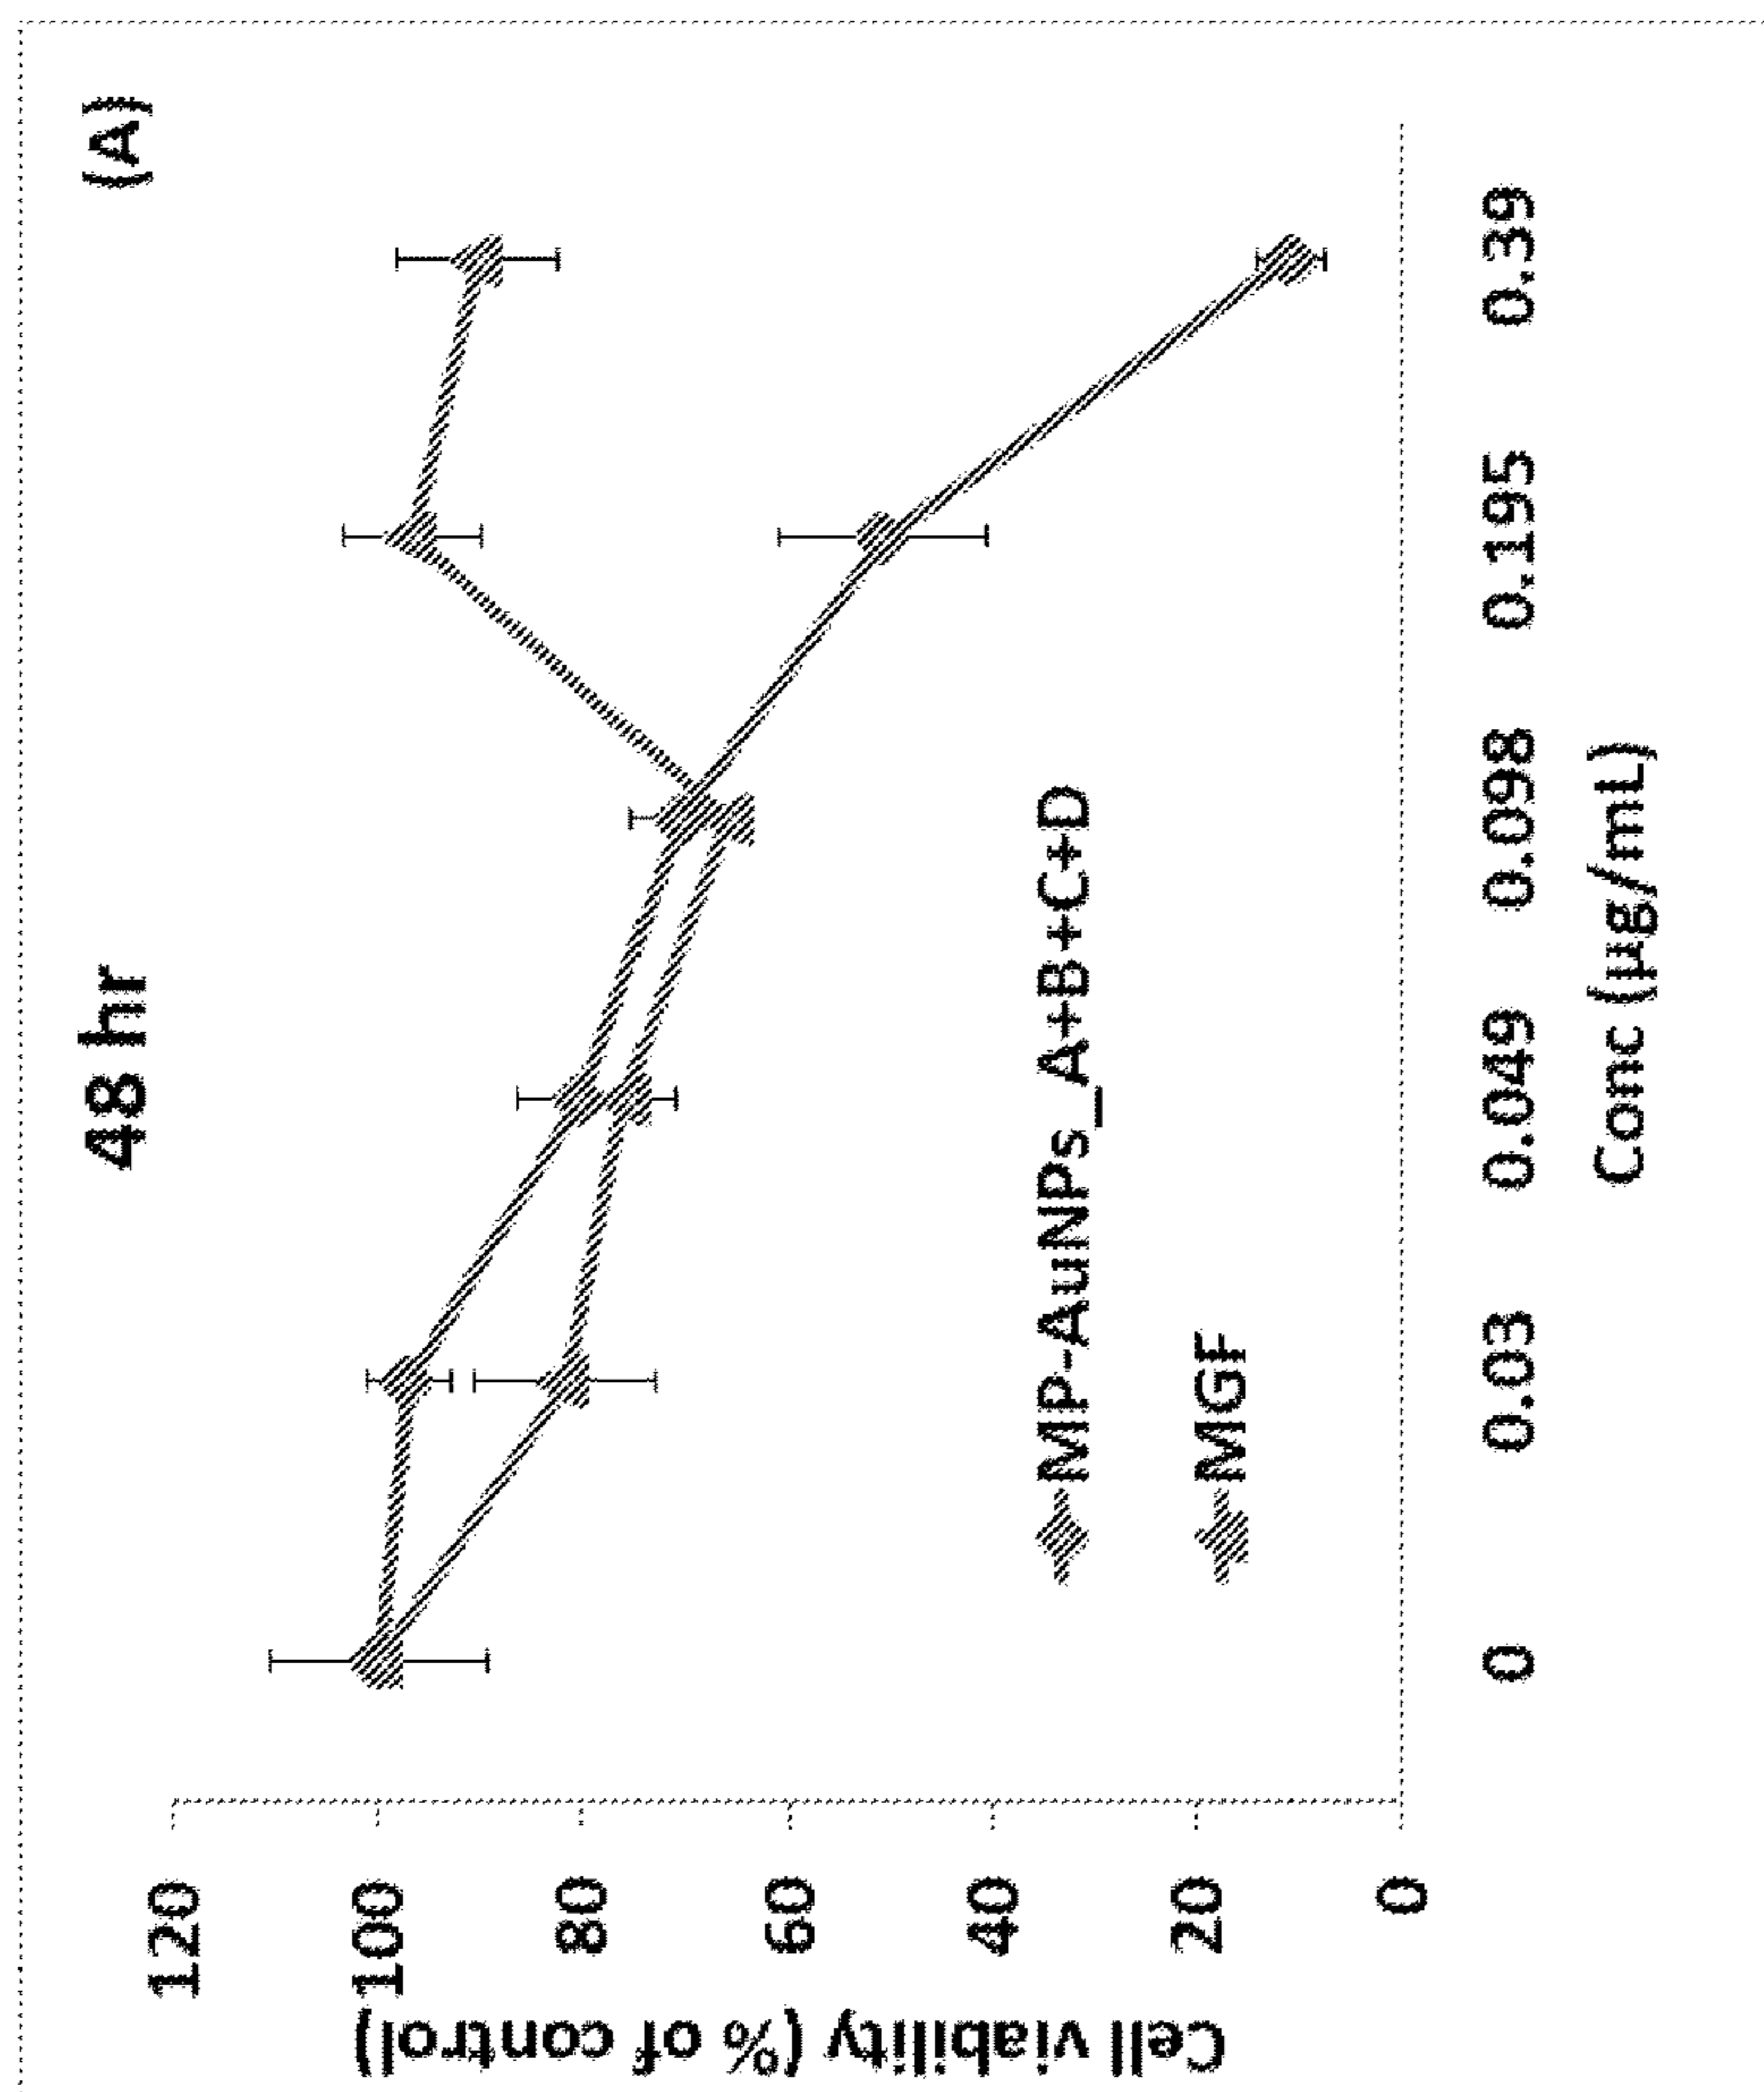 48 hr
(A)
Cell viability (% of control)
120
100
80
60
40
20
0
MP-AuNPs_A+B+C+D
MGF
0 0.03 0.049 0.098 0.195 0.39
Conc (µg/mL)